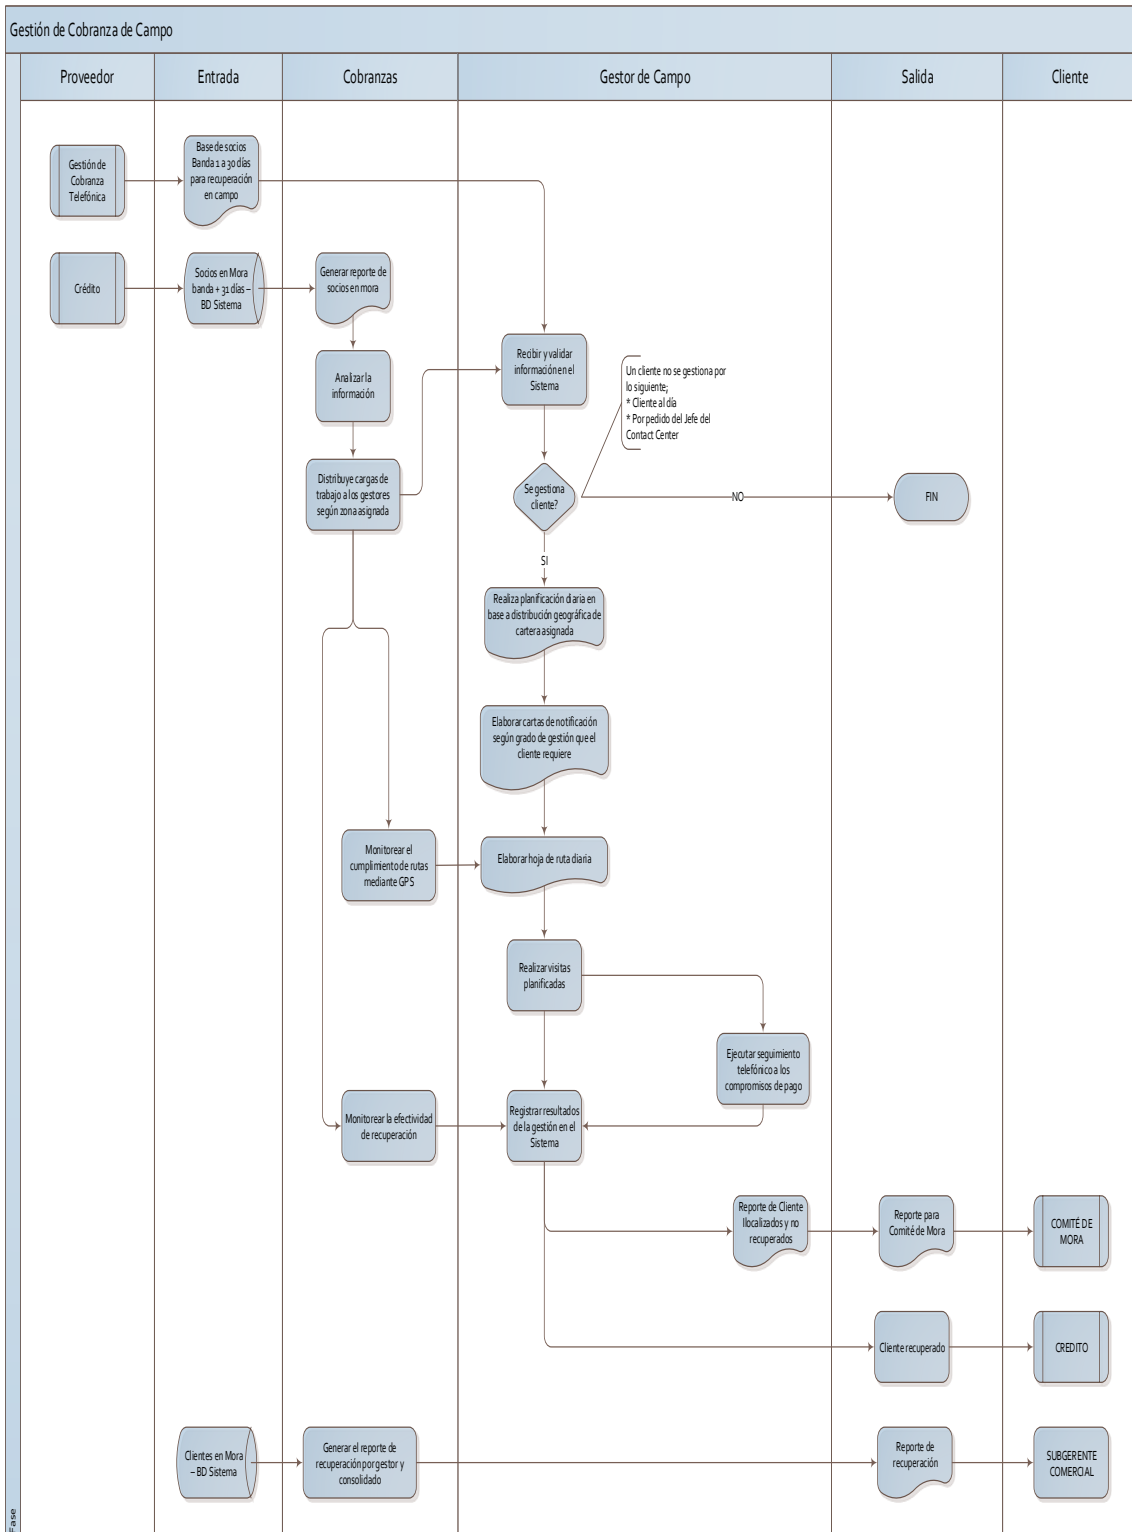 Gestión de Cobranza de Campo
Proveedor
Entrada
Cobranzas
Gestor de Campo
Salida
Cliente
Gestión de
Cobranza
Telefónica
Base de socios
Banda 1 a 30 días
para recuperación
en campo
Crédito
Socios en Mora
banda + 31 días –
BD Sistema
Generar reporte de
socios en mora
Analizar la
información
Distribuye cargas de
trabajo a los gestores
según zona asignada
Recibir y validar
información en el
Sistema
Un cliente no se gestiona por
lo siguiente;
* Cliente al día
* Por pedido del Jefe del
Contact Center
Se gestiona
cliente?
NO
FIN
SI
Realiza planificación diaria en
base a distribución geográfica de
cartera asignada
Elaborar cartas de notificación
según grado de gestión que el
cliente requiere
Monitorear el
cumplimiento de rutas
mediante GPS
Elaborar hoja de ruta diaria
Realizar visitas
planificadas
Ejecutar seguimiento
telefónico a los
compromisos de pago
Monitorear la efectividad
de recuperación
Registrar resultados
de la gestión en el
Sistema
Reporte de Cliente
Ilocalizados y no
recuperados
Reporte para
Comité de Mora
COMITÉ DE
MORA
Cliente recuperado
CREDITO
Clientes en Mora
– BD Sistema
Generar el reporte de
recuperación por gestor y
consolidado
Reporte de
recuperación
SUBGERENTE
COMERCIAL
Fase